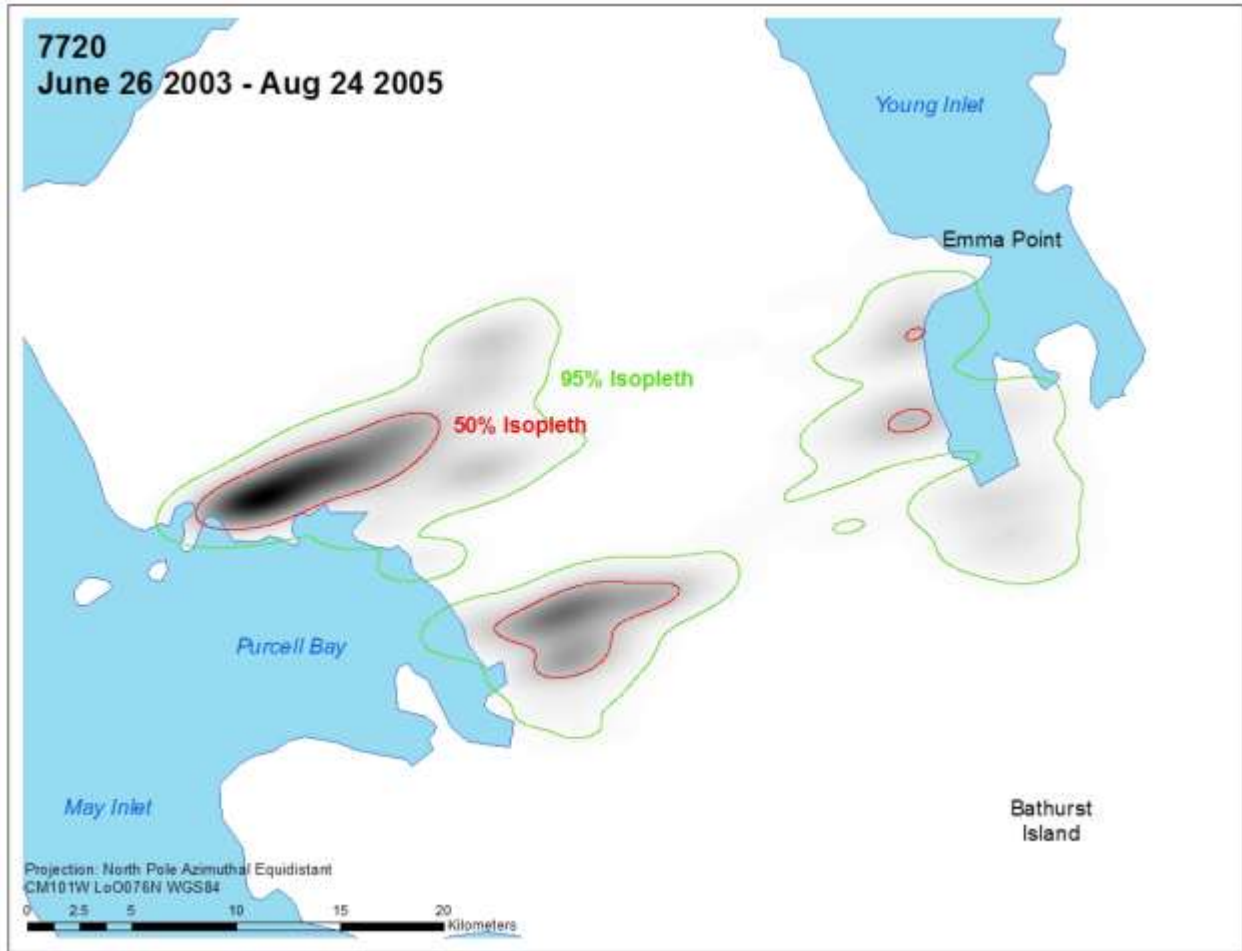 7720
June 26 2003 - Aug 24 2005
Young Inlet
Emma Point
95% Isopleth
50% Isopleth
Purcell Bay
May Inlet
Bathurst
Island
Projection: North Pole Azimuthal Equidistant
CM101W LoO076N WGS84
0 2.5 5 10 15 20
Kilometers